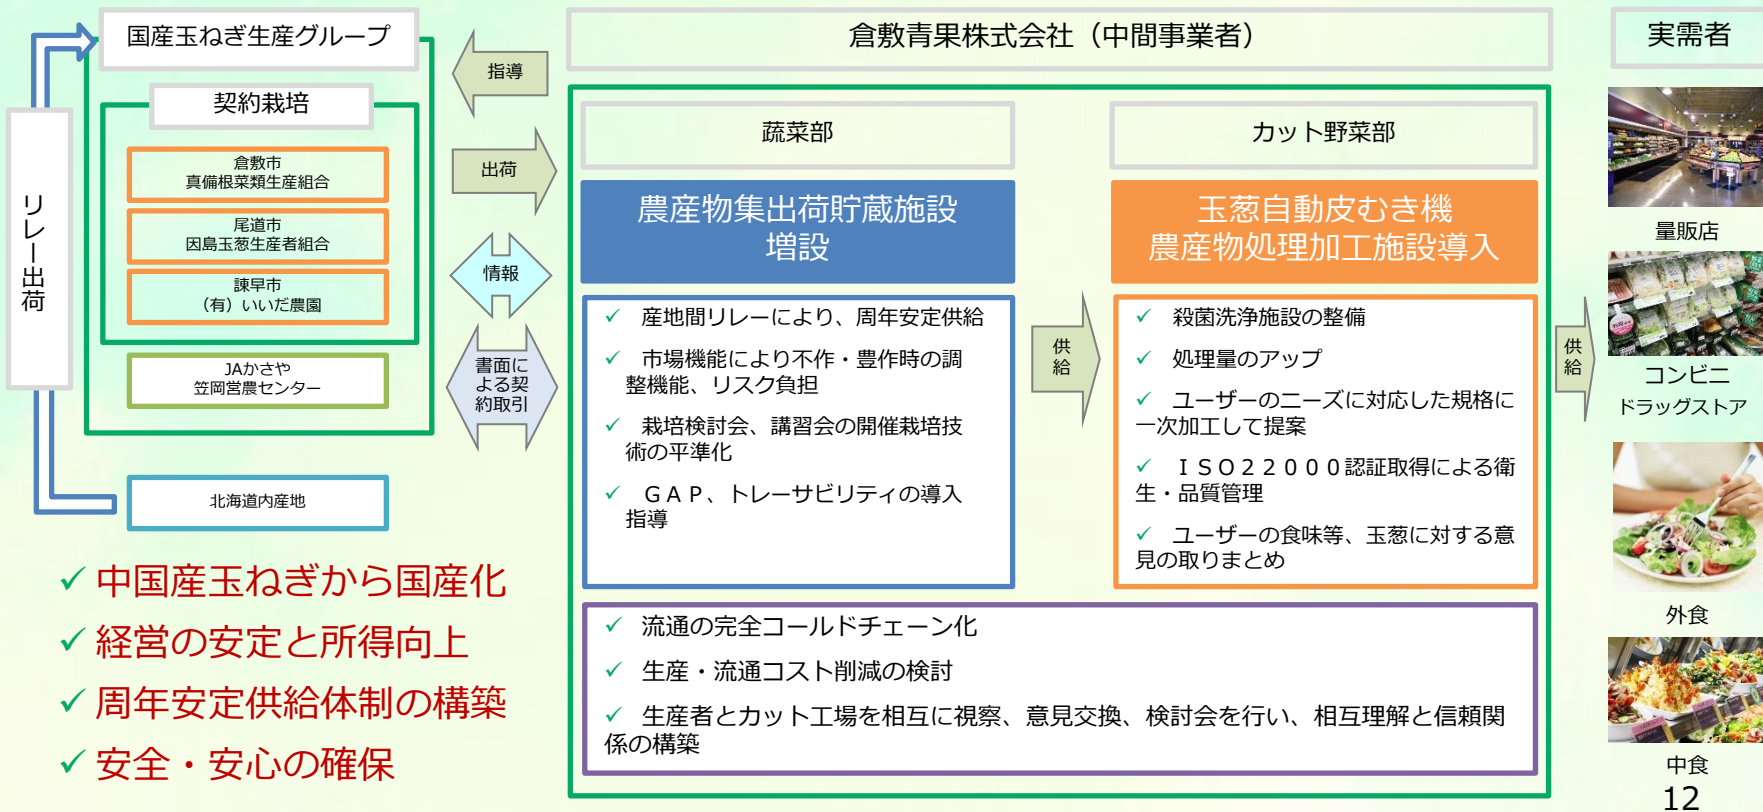 国産玉ねぎ生産グループ
契約栽培
倉敷市
真備根菜類生産組合
尾道市
因島玉葱生産者組合
諫早市
（有）いいだ農園
JAかさや
笠岡営農センター
北海道内産地
リレー出荷
指導
出荷
情報
書面に
よる契
約取引
倉敷青果株式会社（中間事業者）
蔬菜部
農産物集出荷貯蔵施設
増設
✓ 産地間リレーにより、周年安定供給
✓ 市場機能により不作・豊作時の調
整機能、リスク負担
✓ 栽培検討会、講習会の開催栽培技
術の平準化
✓ ＧＡＰ、トレーサビリティの導入
指導
供給
カット野菜部
玉葱自動皮むき機
農産物処理加工施設導入
✓ 殺菌洗浄施設の整備
✓ 処理量のアップ
✓ ユーザーのニーズに対応した規格に
一次加工して提案
✓ ＩＳＯ２２０００認証取得による衛
生・品質管理
✓ ユーザーの食味等、玉葱に対する意
見の取りまとめ
✓ 流通の完全コールドチェーン化
✓ 生産・流通コスト削減の検討
✓ 生産者とカット工場を相互に視察、意見交換、検討会を行い、相互理解と信頼関
係の構築
供給
実需者
量販店
コンビニ
ドラッグストア
外食
中食
✓ 中国産玉ねぎから国産化
✓ 経営の安定と所得向上
✓ 周年安定供給体制の構築
✓ 安全・安心の確保
12